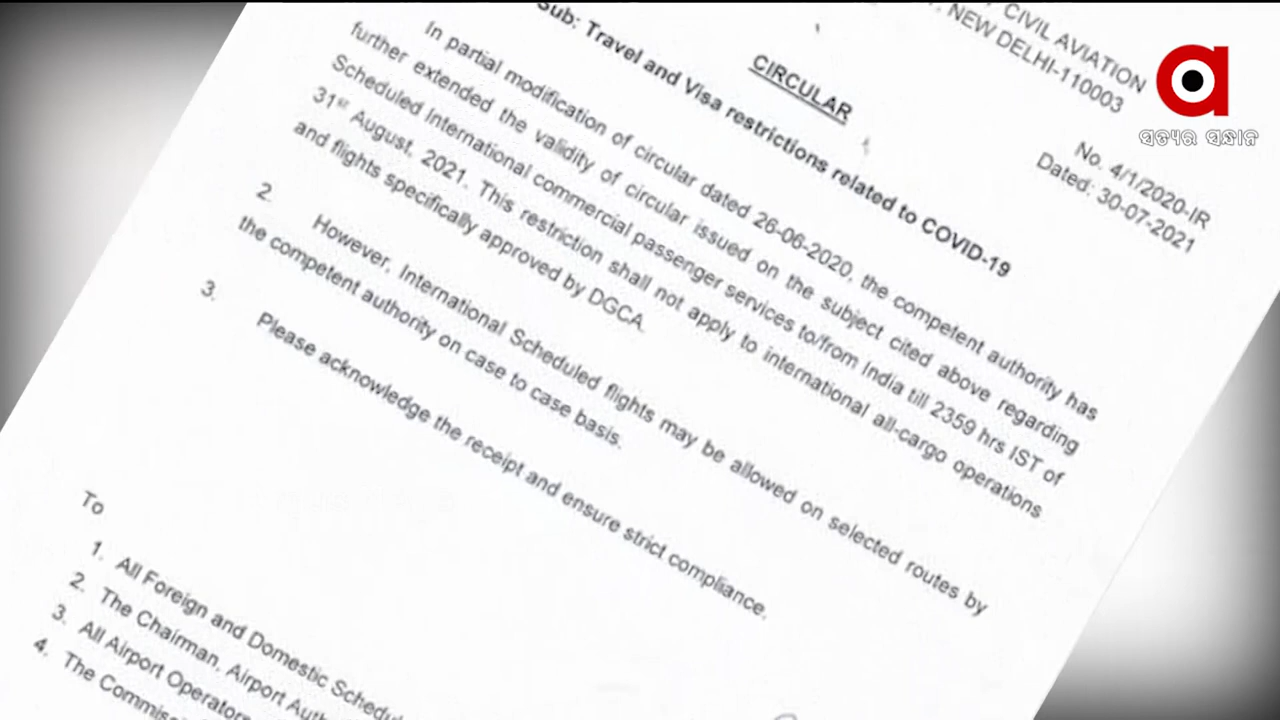 CIVIL AVIATION
NEW DELHI-110003
No. 4/1/2020-IR
Dated: 30-07-2021
CIRCULAR
Sub: Travel and Visa restrictions related to COVID-19
In partial modification of circular dated 26-06-2020, the competent authority has
further extended the validity of circular issued on the subject cited above regarding
Scheduled International commercial passenger services to/from India till 2359 hrs IST of
31st August, 2021. This restriction shall not apply to international all-cargo operations
and flights specifically approved by DGCA.
2. However, International Scheduled flights may be allowed on selected routes by
the competent authority on case to case basis.
3. Please acknowledge the receipt and ensure strict compliance.
To
1. All Foreign and Domestic
2. The Chairman, Airport
3. All Airport Operators
4. The
a
ସତ୍ୟର ସନ୍ଧାନ